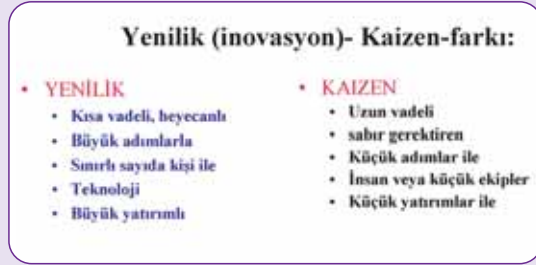 Yenilik (inovasyon)- Kaizen-farkı:
• YENİLİK
• Kısa vadeli, heyecanlı
• Büyük adımlarla
• Sınırlı sayıda kişi ile
• Teknoloji
• Büyük yatırımlı
• KAIZEN
• Uzun vadeli
• sabır gerektiren
• Küçük adımlar ile
• İnsan veya küçük ekipler
• Küçük yatırımlar ile